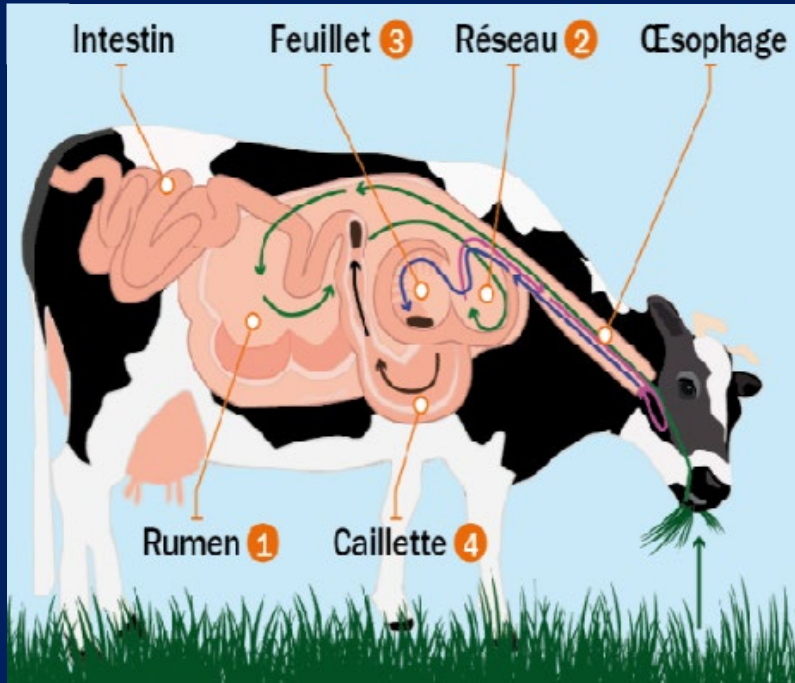 Intestin
Feuillet 3
Réseau 2
Œsophage
Rumen 1
Caillette 4